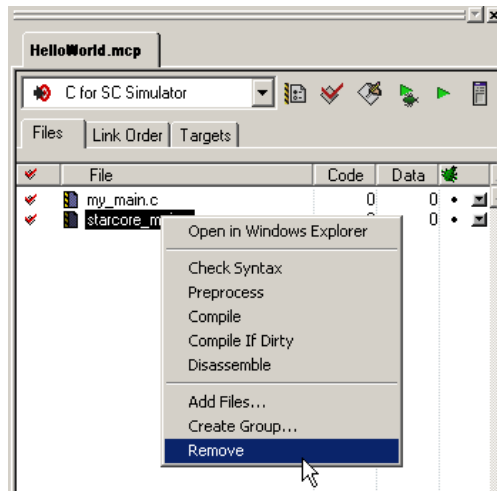 HelloWorld.mcp
C for SC Simulator
Files Link Order Targets
File Code Data
my_main.c 0 0
0
Open in Windows Explorer
Check Syntax
Preprocess
Compile
Compile If Dirty
Disassemble
Add Files...
Create Group...
Remove